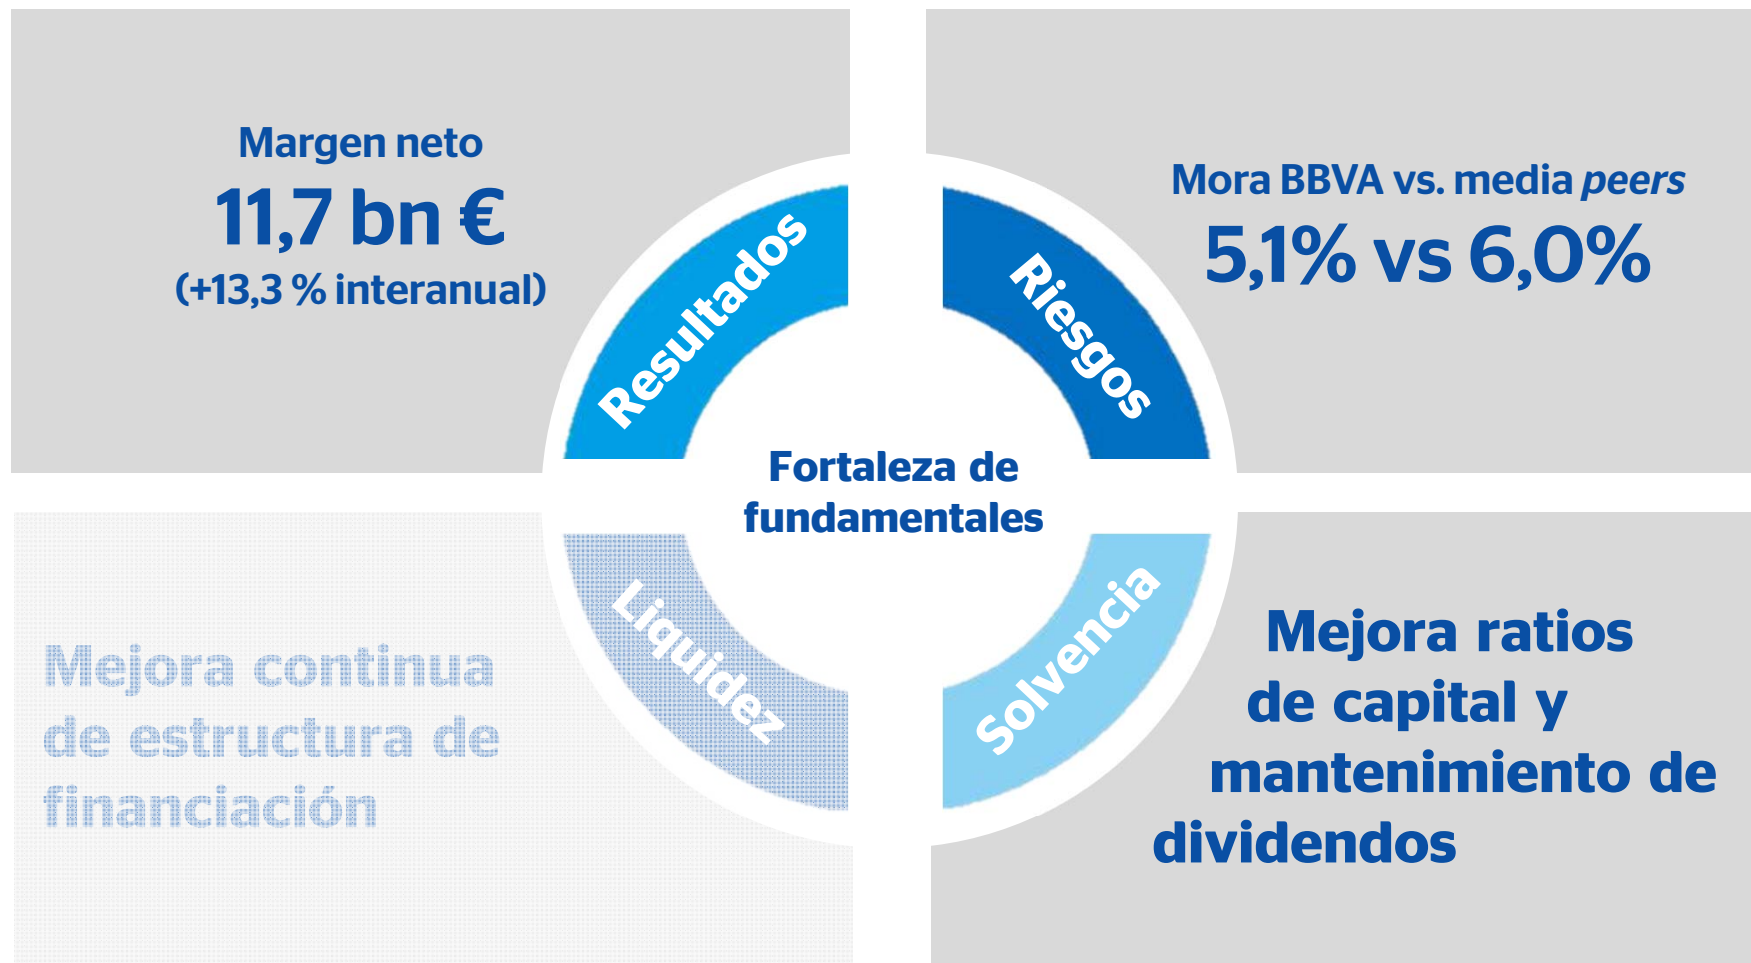 Margen neto
11,7 bn €
(+13,3 % interanual)
Mora BBVA vs. media peers
5,1% vs 6,0%
Resultados
Riesgos
Fortaleza de
fundamentales
Liquidez
Solvencia
Mejora continua
de estructura de
financiación
Mejora ratios
de capital y
mantenimiento de
dividendos